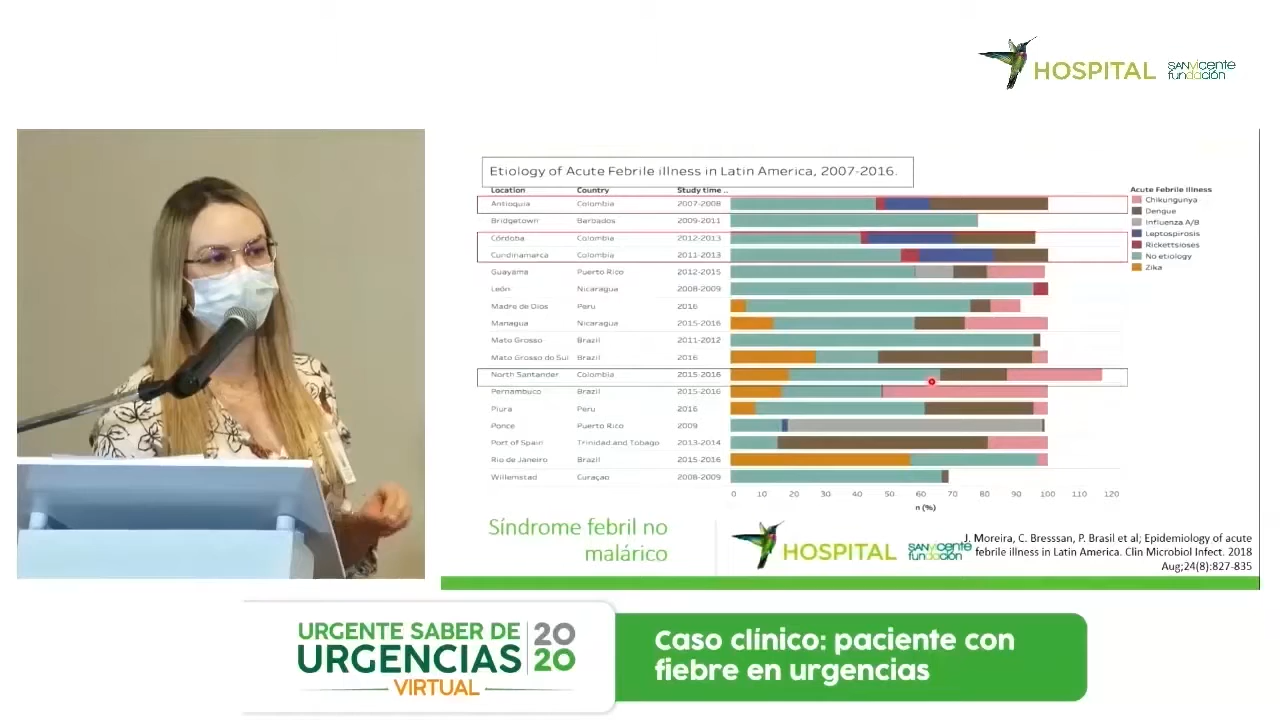 HOSPITAL SANVICENTE fundación
Etiology of Acute Febrile illness in Latin America, 2007-2016.
Location Country Study time ..
Antioquia Colombia 2007-2008
Bridgetown Barbados 2009-2011
Córdoba Colombia 2012-2013
Cundinamarca Colombia 2011-2013
Guayama Puerto Rico 2012-2015
León Nicaragua 2008-2009
Madre de Dios Peru 2016
Managua Nicaragua 2015-2016
Mato Grosso Brazil 2011-2012
Mato Grosso do Sul Brazil 2016
North Santander Colombia 2015-2016
Pernambuco Brazil 2015-2016
Piura Peru 2016
Ponce Puerto Rico 2009
Port of Spain Trinidad and Tobago 2013-2014
Rio de Janeiro Brazil 2015-2016
Willemstad Curaçao 2008-2009
0 10 20 30 40 50 60 70 80 90 100 110 120
n (%)
Acute Febrile Illness
Chikungunya
Dengue
Influenza A/B
Leptospirosis
Rickettsioses
No etiology
Zika
Síndrome febril no
malárico
HOSPITAL SANVICENTE fundación
J. Moreira, C. Bresssan, P. Brasil et al; Epidemiology of acute
febrile illness in Latin America. Clin Microbiol Infect. 2018
Aug;24(8):827-835
URGENTE SABER DE
URGENCIAS
VIRTUAL
2020
Caso clínico: paciente con
fiebre en urgencias